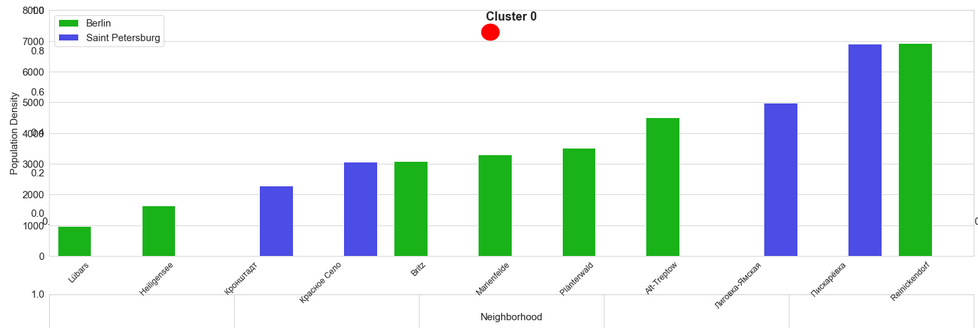 Cluster 0
Berlin
Saint Petersburg
8000
1.0
7000
0.8
6000
0.6
5000
0.4
4000
3000
0.2
2000
0.0
1000
0.
0
0
Population Density
Lübars
Heiligensee
Кронштадт
Красное Село
Britz
Marienfelde
Plänterwald
Alt-Treptow
Лиговка-Ямская
Пискарёвка
Reinickendorf
1.0
Neighborhood